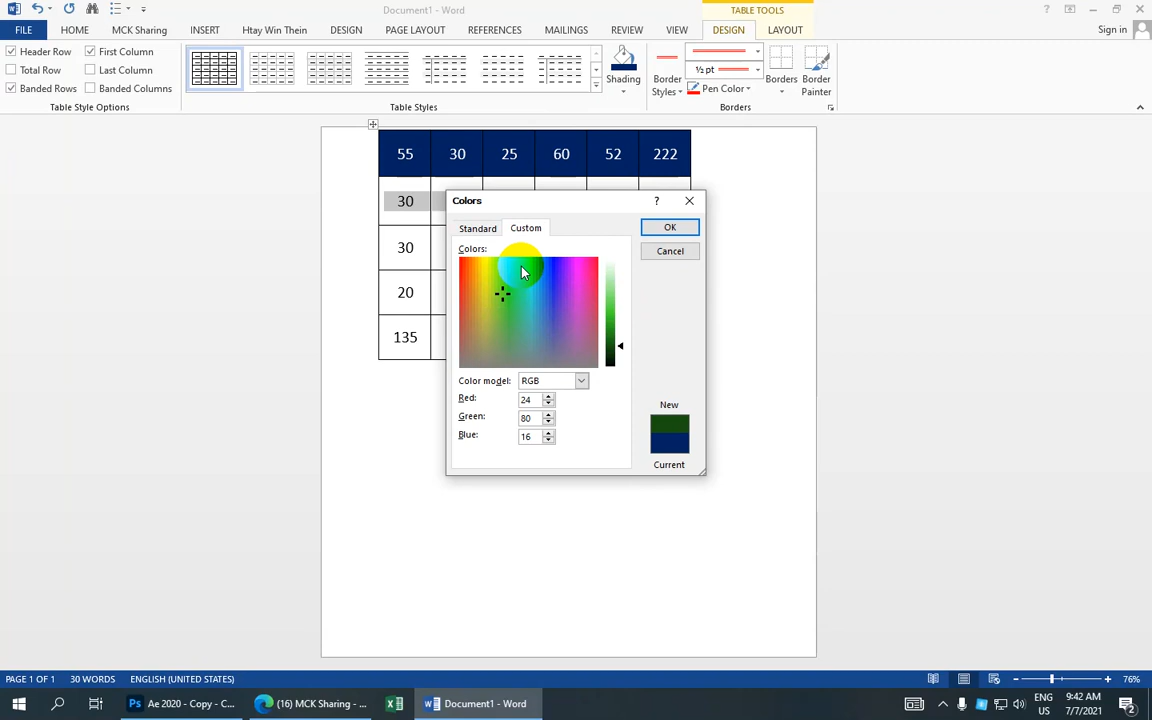 Document1 - Word
TABLE TOOLS
FILE
HOME
MCK Sharing
INSERT
Htay Win Thein
DESIGN
PAGE LAYOUT
REFERENCES
MAILINGS
REVIEW
VIEW
DESIGN
LAYOUT
Sign in
Header Row
First Column
Total Row
Last Column
Banded Rows
Banded Columns
Table Style Options
Table Styles
Shading
Border Styles
½ pt
Pen Color
Borders
Border Painter
Borders
55 30 25 60 52 222
30
30
20
135
Colors
?
Standard
Custom
OK
Cancel
Colors:
Color model: RGB
Red: 24
Green: 80
Blue: 16
New
Current
PAGE 1 OF 1
30 WORDS
ENGLISH (UNITED STATES)
76%
Ae 2020 - Copy - C...
(16) MCK Sharing - ...
Document1 - Word
ENG
US
9:42 AM
7/7/2021
2